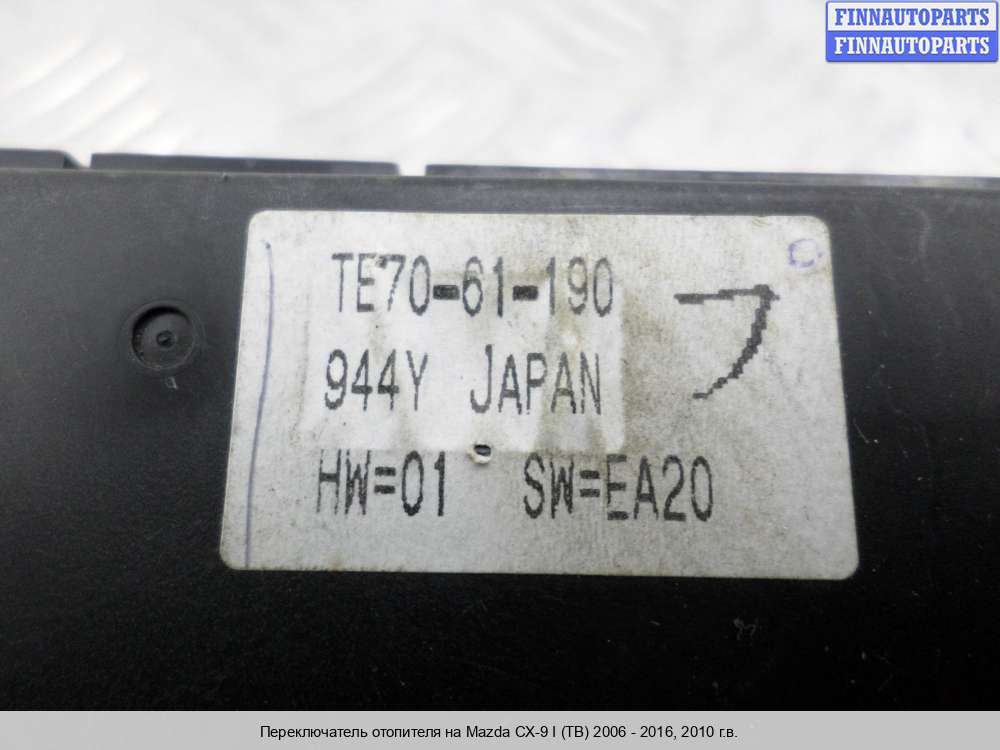 FINNAUTOPARTS
FINNAUTOPARTS
TE70-61-190
944Y JAPAN
HW=01 SW=EA20
Переключатель отопителя на Mazda CX-9 I (TB) 2006 - 2016, 2010 г.в.